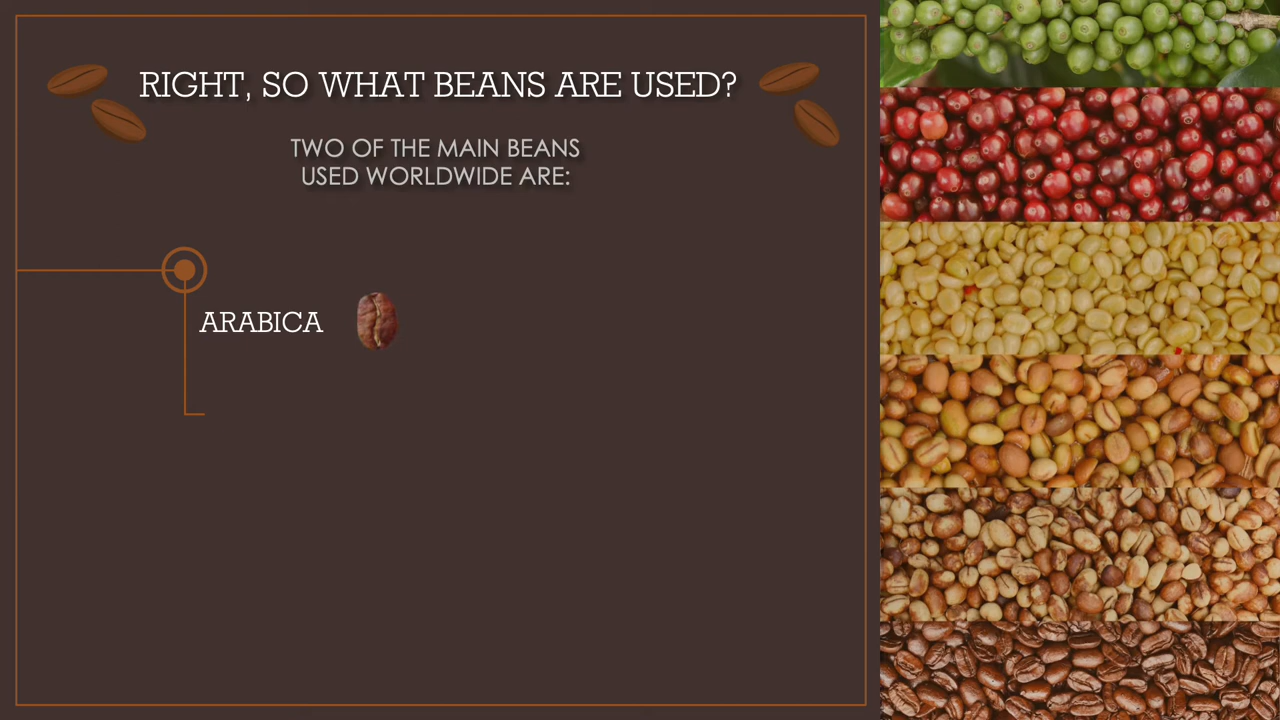 RIGHT, SO WHAT BEANS ARE USED?
TWO OF THE MAIN BEANS
USED WORLDWIDE ARE:
ARABICA